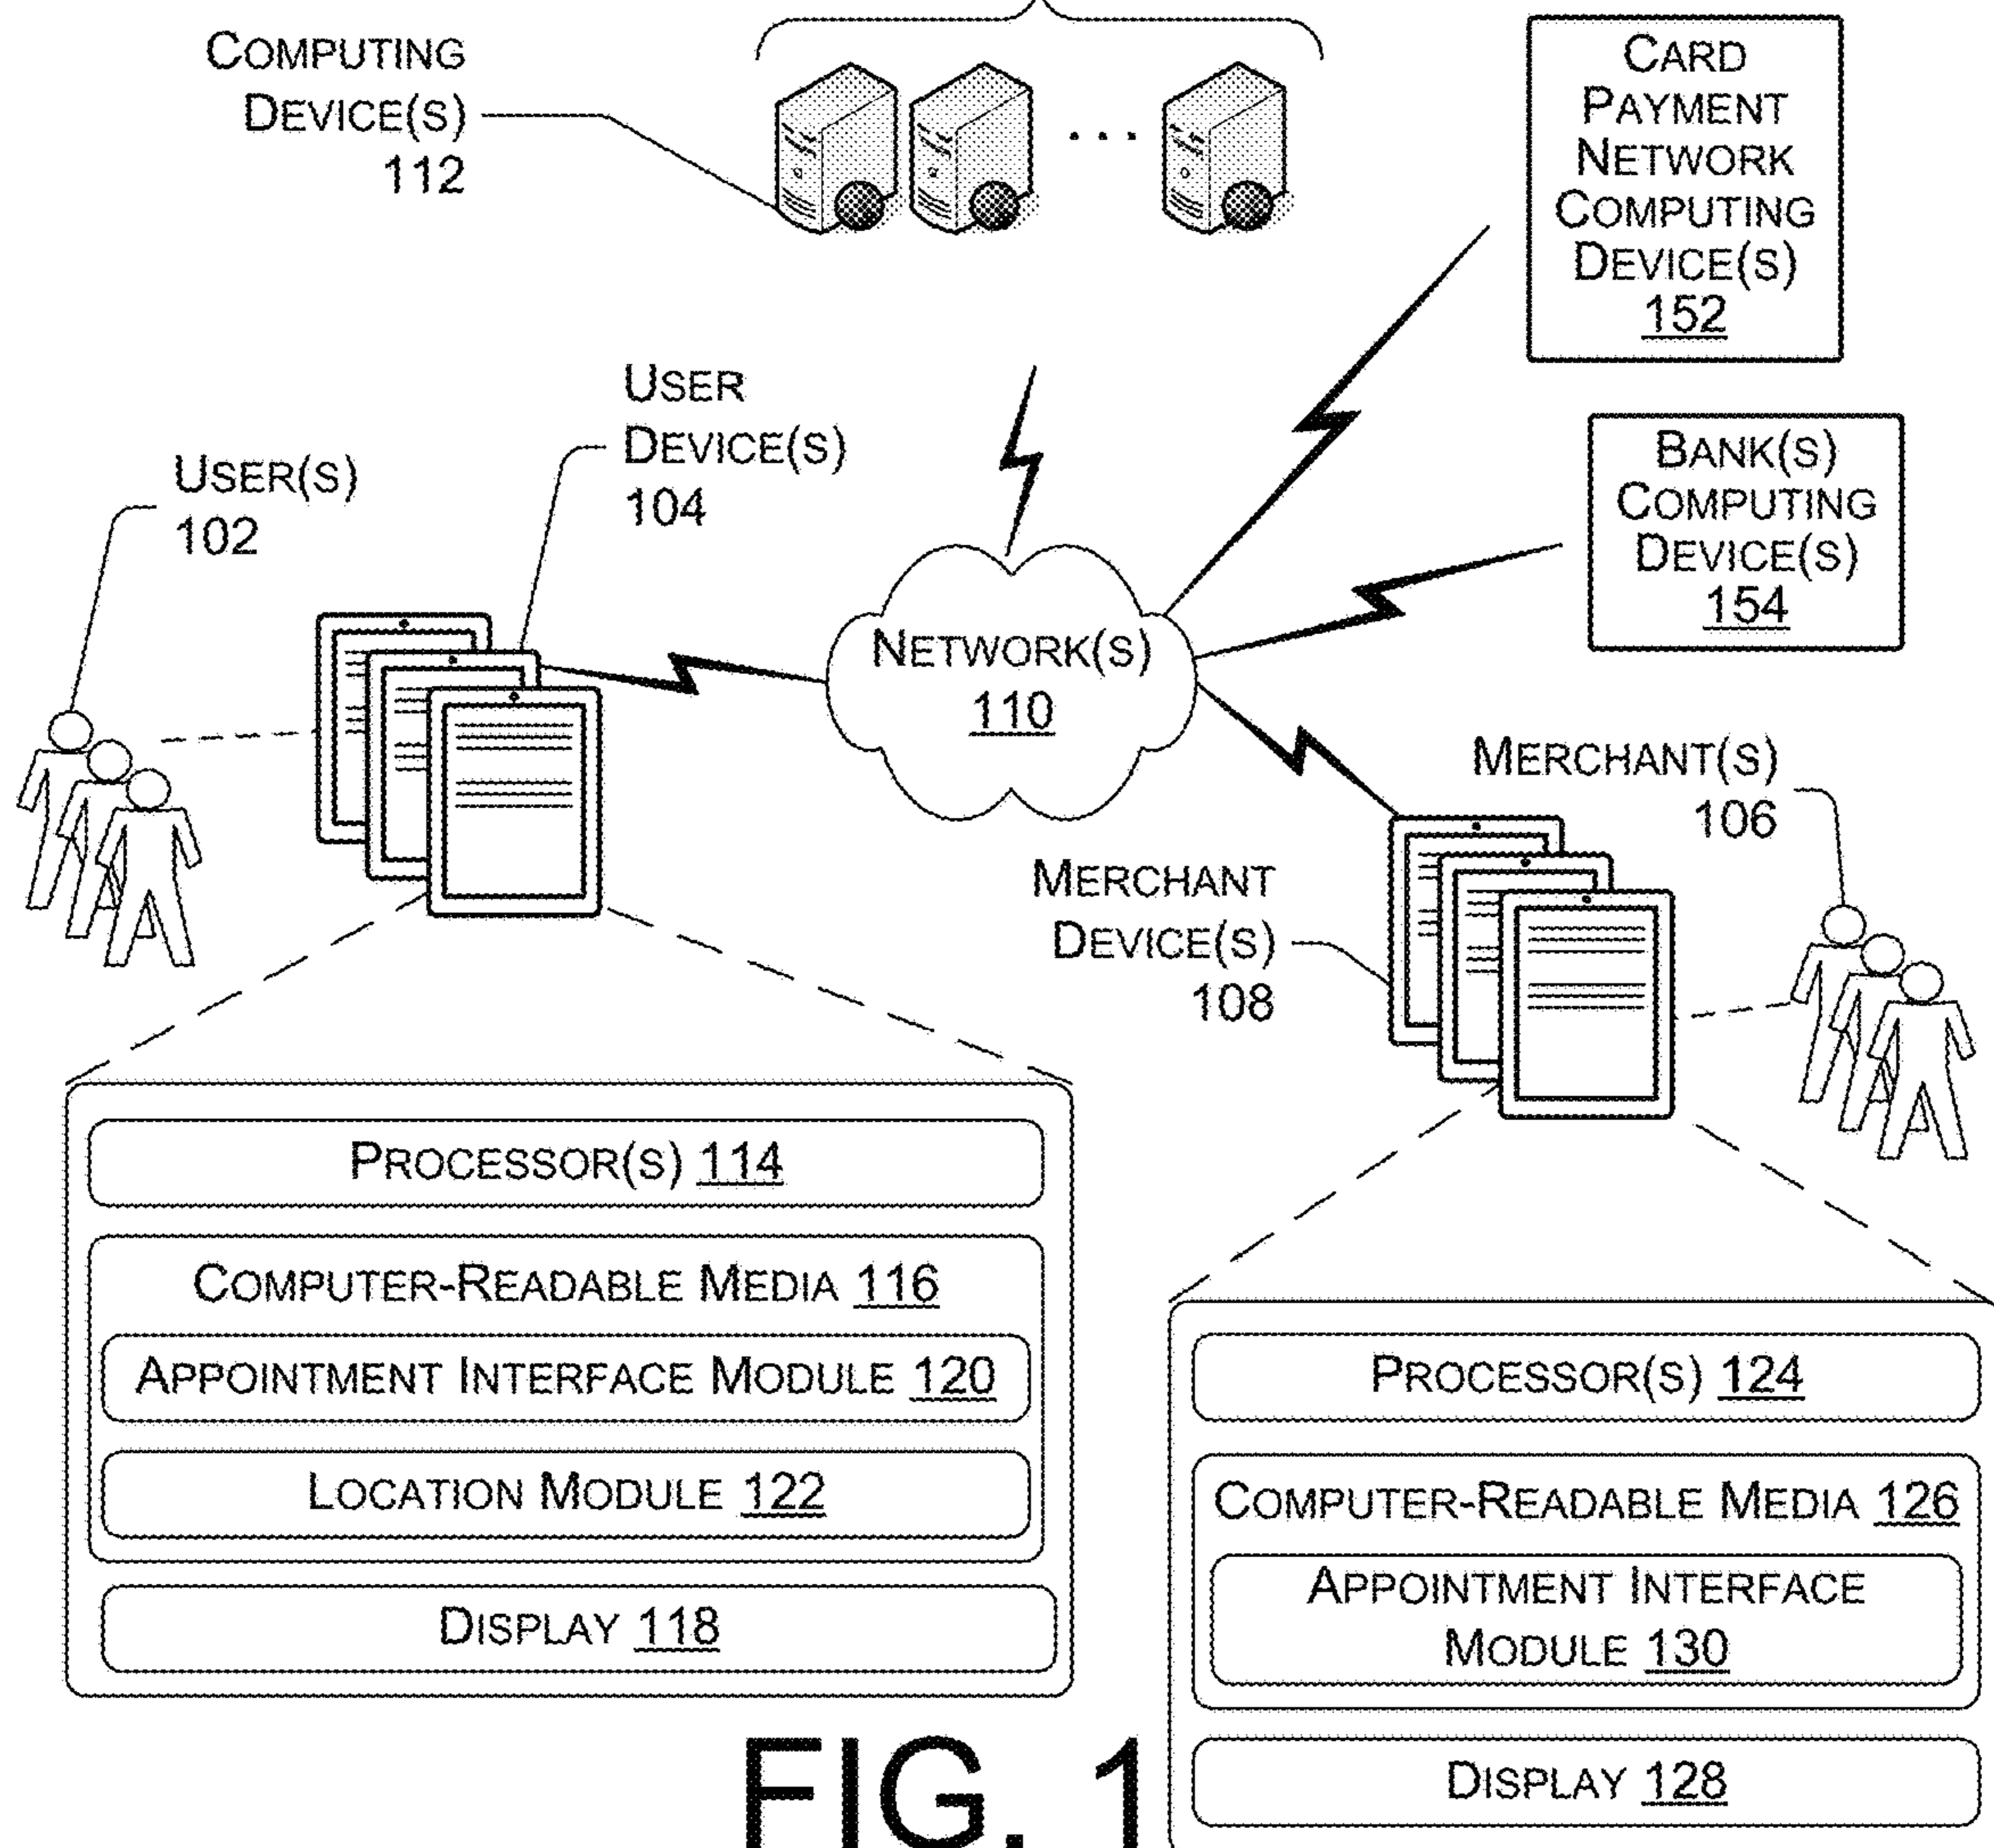 COMPUTING
DEVICE(S)
112
CARD
PAYMENT
NETWORK
COMPUTING
DEVICE(S)
152
USER
DEVICE(S)
104
USER(S)
102
BANK(S)
COMPUTING
DEVICE(S)
154
NETWORK(S)
110
MERCHANT(S)
106
MERCHANT
DEVICE(S)
108
PROCESSOR(S) 114
COMPUTER-READABLE MEDIA 116
APPOINTMENT INTERFACE MODULE 120
LOCATION MODULE 122
DISPLAY 118
PROCESSOR(S) 124
COMPUTER-READABLE MEDIA 126
APPOINTMENT INTERFACE
MODULE 130
DISPLAY 128
FIG. 1